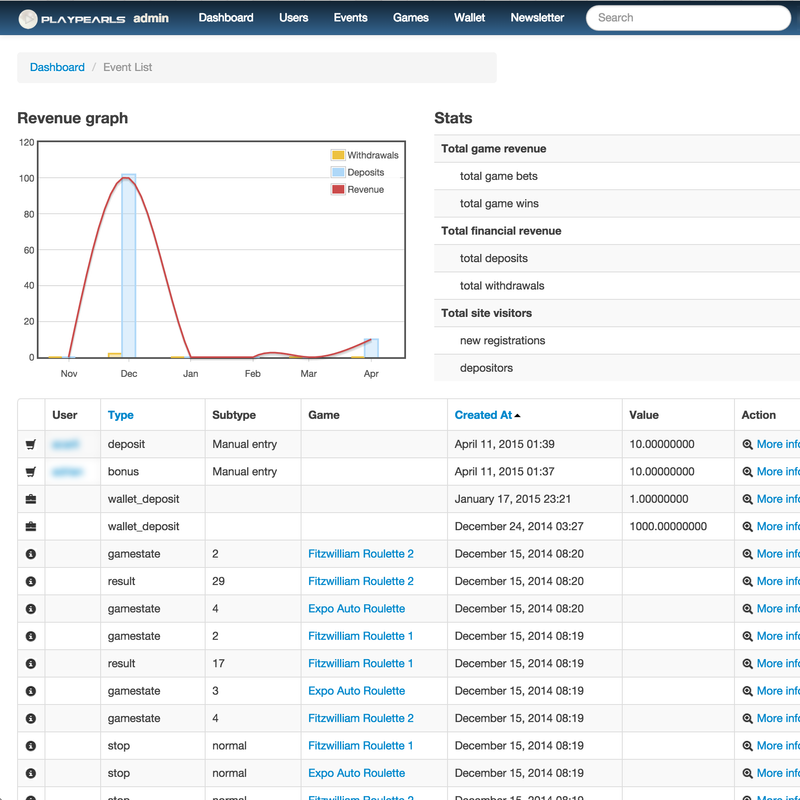 PLAYPEARLS admin Dashboard Users Events Games Wallet Newsletter Search
Dashboard / Event List
Revenue graph
120
100
80
60
40
20
0
Withdrawals
Deposits
Revenue
Nov Dec Jan Feb Mar Apr
Stats
Total game revenue
total game bets
total game wins
Total financial revenue
total deposits
total withdrawals
Total site visitors
new registrations
depositors
User Type Subtype Game Created At Value Action
deposit Manual entry April 11, 2015 01:39 10.00000000 More info
bonus Manual entry April 11, 2015 01:37 10.00000000 More info
wallet_deposit January 17, 2015 23:21 1.00000000 More info
wallet_deposit December 24, 2014 03:27 1000.00000000 More info
gamestate 2 Fitzwilliam Roulette 2 December 15, 2014 08:20 More info
result 29 Fitzwilliam Roulette 2 December 15, 2014 08:20 More info
gamestate 4 Expo Auto Roulette December 15, 2014 08:20 More info
gamestate 2 Fitzwilliam Roulette 1 December 15, 2014 08:19 More info
result 17 Fitzwilliam Roulette 1 December 15, 2014 08:19 More info
gamestate 3 Expo Auto Roulette December 15, 2014 08:19 More info
gamestate 4 Fitzwilliam Roulette 2 December 15, 2014 08:19 More info
stop normal Fitzwilliam Roulette 1 December 15, 2014 08:19 More info
stop normal Expo Auto Roulette December 15, 2014 08:19 More info
stop normal Fitzwilliam Roulette 2 December 15, 2014 08:19 More info